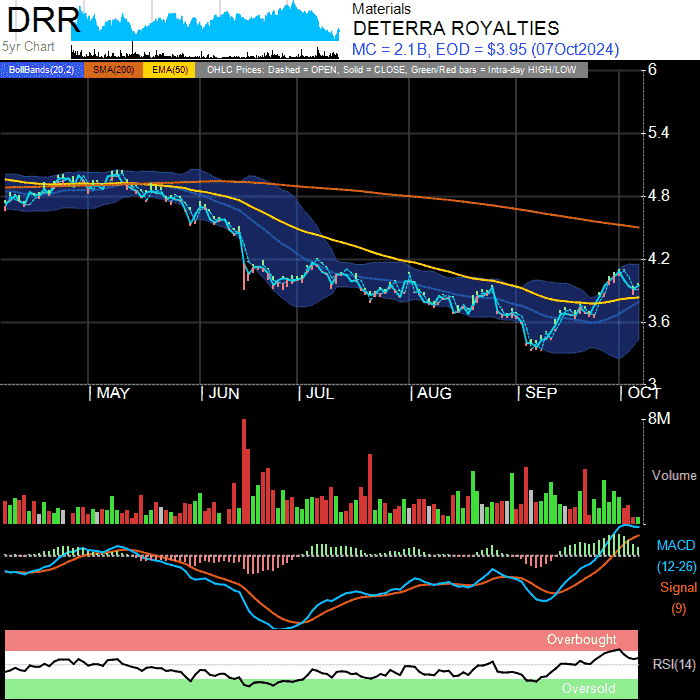 DRR
5yr Chart
Materials
DETERRA ROYALTIES
MC = 2.1B, EOD = $3.95 (07Oct2024)
BollBands(20,2) SMA(200) EMA(50) OHLC Prices: Dashed = OPEN, Solid = CLOSE, Green/Red bars = Intra-day HIGH/LOW
6
5.4
4.8
4.2
3.6
3
MAY JUN JUL AUG SEP OCT
8M
Volume
MACD
(12-26)
Signal
(9)
Overbought
RSI(14)
Oversold